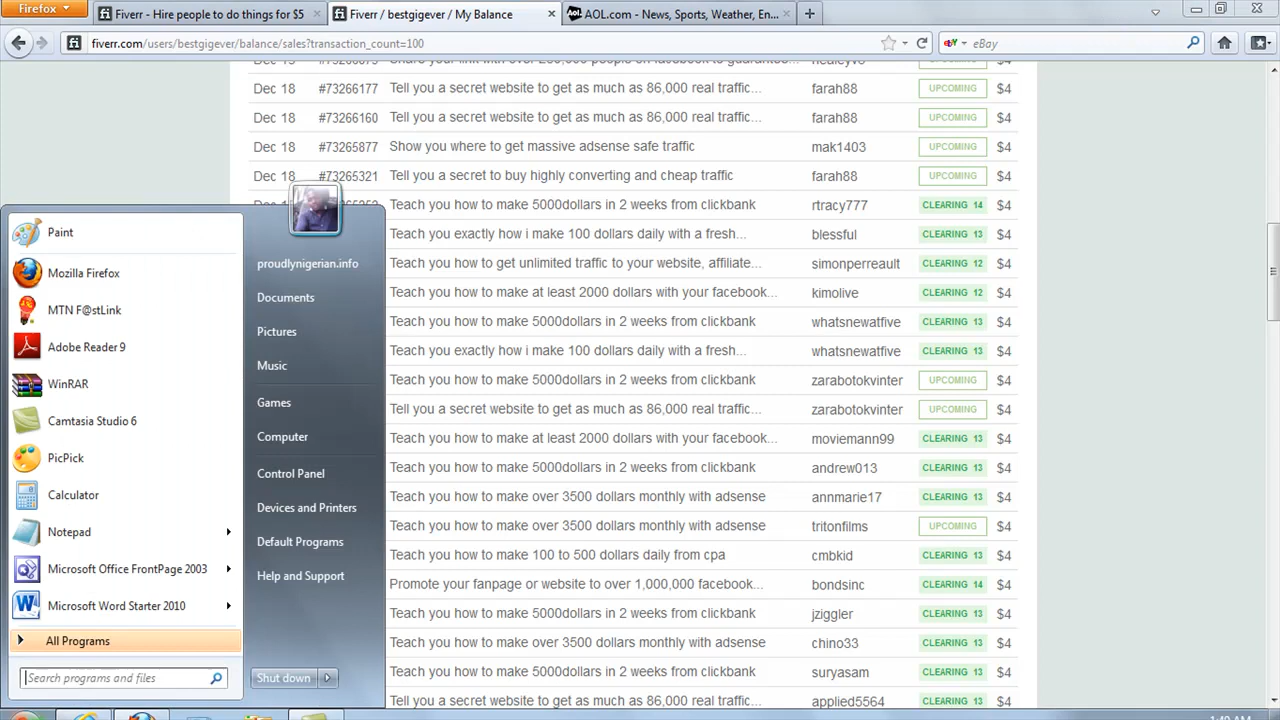 Firefox
Fiverr - Hire people to do things for $5
Fiverr / bestgigever / My Balance
AOL.com - News, Sports, Weather, En...
fiverr.com/users/bestgigever/balance/sales?transaction_count=100
eBay
Dec 18 #73266177 Tell you a secret website to get as much as 86,000 real traffic... farah88 UPCOMING $4
Dec 18 #73266160 Tell you a secret website to get as much as 86,000 real traffic... farah88 UPCOMING $4
Dec 18 #73265877 Show you where to get massive adsense safe traffic mak1403 UPCOMING $4
Dec 18 #73265321 Tell you a secret to buy highly converting and cheap traffic farah88 UPCOMING $4
Teach you how to make 5000dollars in 2 weeks from clickbank rtracy777 CLEARING 14 $4
Teach you exactly how i make 100 dollars daily with a fresh... blessful CLEARING 13 $4
Teach you how to get unlimited traffic to your website, affiliate... simonperreault CLEARING 12 $4
Teach you how to make at least 2000 dollars with your facebook... kimolive CLEARING 12 $4
Teach you how to make 5000dollars in 2 weeks from clickbank whatsnewatfive CLEARING 13 $4
Teach you exactly how i make 100 dollars daily with a fresh... whatsnewatfive CLEARING 13 $4
Teach you how to make 5000dollars in 2 weeks from clickbank zarabotokvinter UPCOMING $4
Tell you a secret website to get as much as 86,000 real traffic... zarabotokvinter UPCOMING $4
Teach you how to make at least 2000 dollars with your facebook... moviemann99 CLEARING 13 $4
Teach you how to make 5000dollars in 2 weeks from clickbank andrew013 CLEARING 13 $4
Teach you how to make over 3500 dollars monthly with adsense annmarie17 CLEARING 13 $4
Teach you how to make over 3500 dollars monthly with adsense tritonfilms UPCOMING $4
Teach you how to make 100 to 500 dollars daily from cpa cmbkid CLEARING 13 $4
Promote your fanpage or website to over 1,000,000 facebook... bondsinc CLEARING 14 $4
Teach you how to make 5000dollars in 2 weeks from clickbank jziggler CLEARING 13 $4
Teach you how to make over 3500 dollars monthly with adsense chino33 CLEARING 13 $4
Teach you how to make 5000dollars in 2 weeks from clickbank suryasam CLEARING 13 $4
Tell you a secret website to get as much as 86,000 real traffic... applied5564 CLEARING 13 $4
Paint
Mozilla Firefox
MTN F@stLink
Adobe Reader 9
WinRAR
Camtasia Studio 6
PicPick
Calculator
Notepad
Microsoft Office FrontPage 2003
Microsoft Word Starter 2010
All Programs
Search programs and files
proudlynigerian.info
Documents
Pictures
Music
Games
Computer
Control Panel
Devices and Printers
Default Programs
Help and Support
Shut down